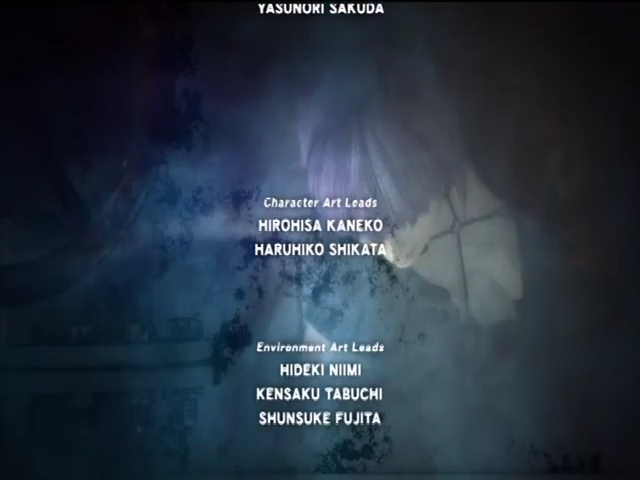 YASUNORI SAKUDA
Character Art Leads
HIROHISA KANEKO
HARUHIKO SHIKATA
Environment Art Leads
HIDEKI NIIMI
KENSAKU TABUCHI
SHUNSUKE FUJITA